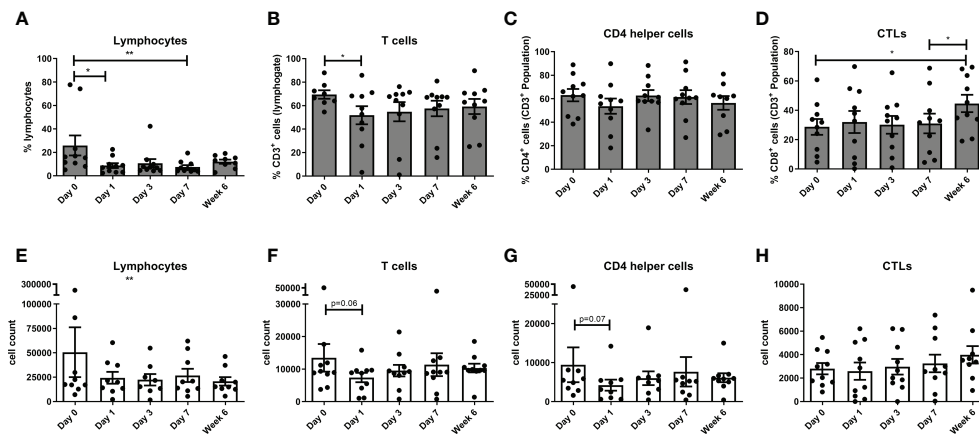 A
Lymphocytes
**
*
% lymphocytes
100
80
60
40
20
0
Day 0
Day 1
Day 3
Day 7
Week 6
B
T cells
*
% CD3+ cells (lymphogate)
100
80
60
40
20
0
Day 0
Day 1
Day 3
Day 7
Week 6
C
CD4 helper cells
% CD4+ cells (CD3+ Population)
100
80
60
40
20
0
Day 0
Day 1
Day 3
Day 7
Week 6
D
CTLs
*
*
% CD8+ cells (CD3+ Population)
80
60
40
20
0
Day 0
Day 1
Day 3
Day 7
Week 6
E
Lymphocytes
**
cell count
300000
100000
100000
75000
50000
25000
0
Day 0
Day 1
Day 3
Day 7
Week 6
F
T cells
p=0.06
cell count
50000
30000
30000
20000
10000
0
Day 0
Day 1
Day 3
Day 7
Week 6
G
CD4 helper cells
p=0.07
cell count
50000
25000
20000
10000
0
Day 0
Day 1
Day 3
Day 7
Week 6
H
CTLs
cell count
10000
8000
6000
4000
2000
0
Day 0
Day 1
Day 3
Day 7
Week 6